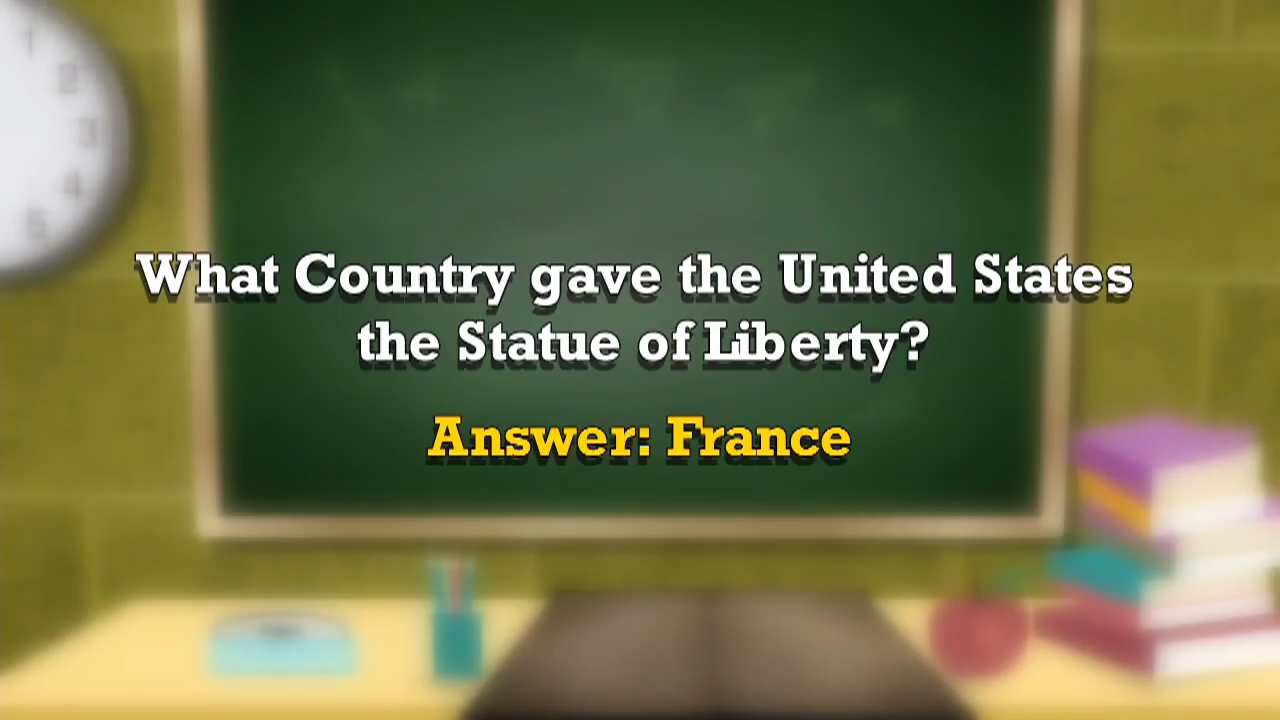 What Country gave the United States
the Statue of Liberty?
Answer: France